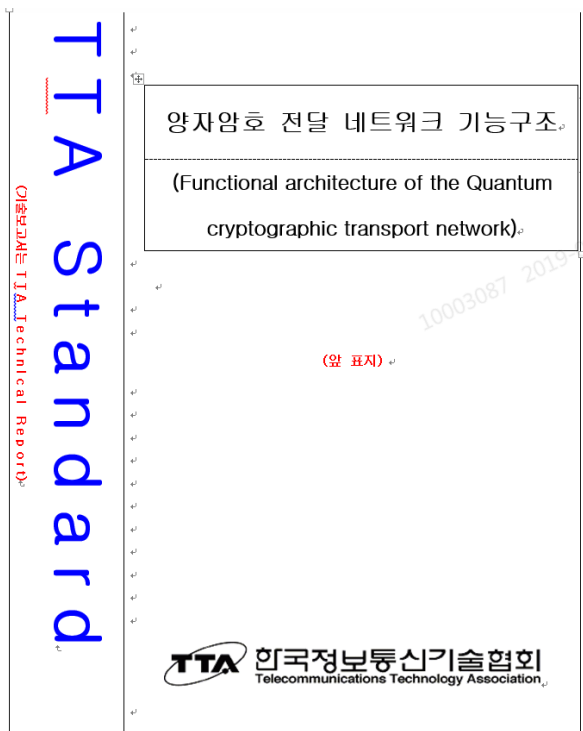 TTA Standard
(기술보고서는 TTA Technical Report)
양자암호 전달 네트워크 기능구조
(Functional architecture of the Quantum
cryptographic transport network)
10003087 2019-
(앞 표지)
TTA 한국정보통신기술협회
Telecommunications Technology Association